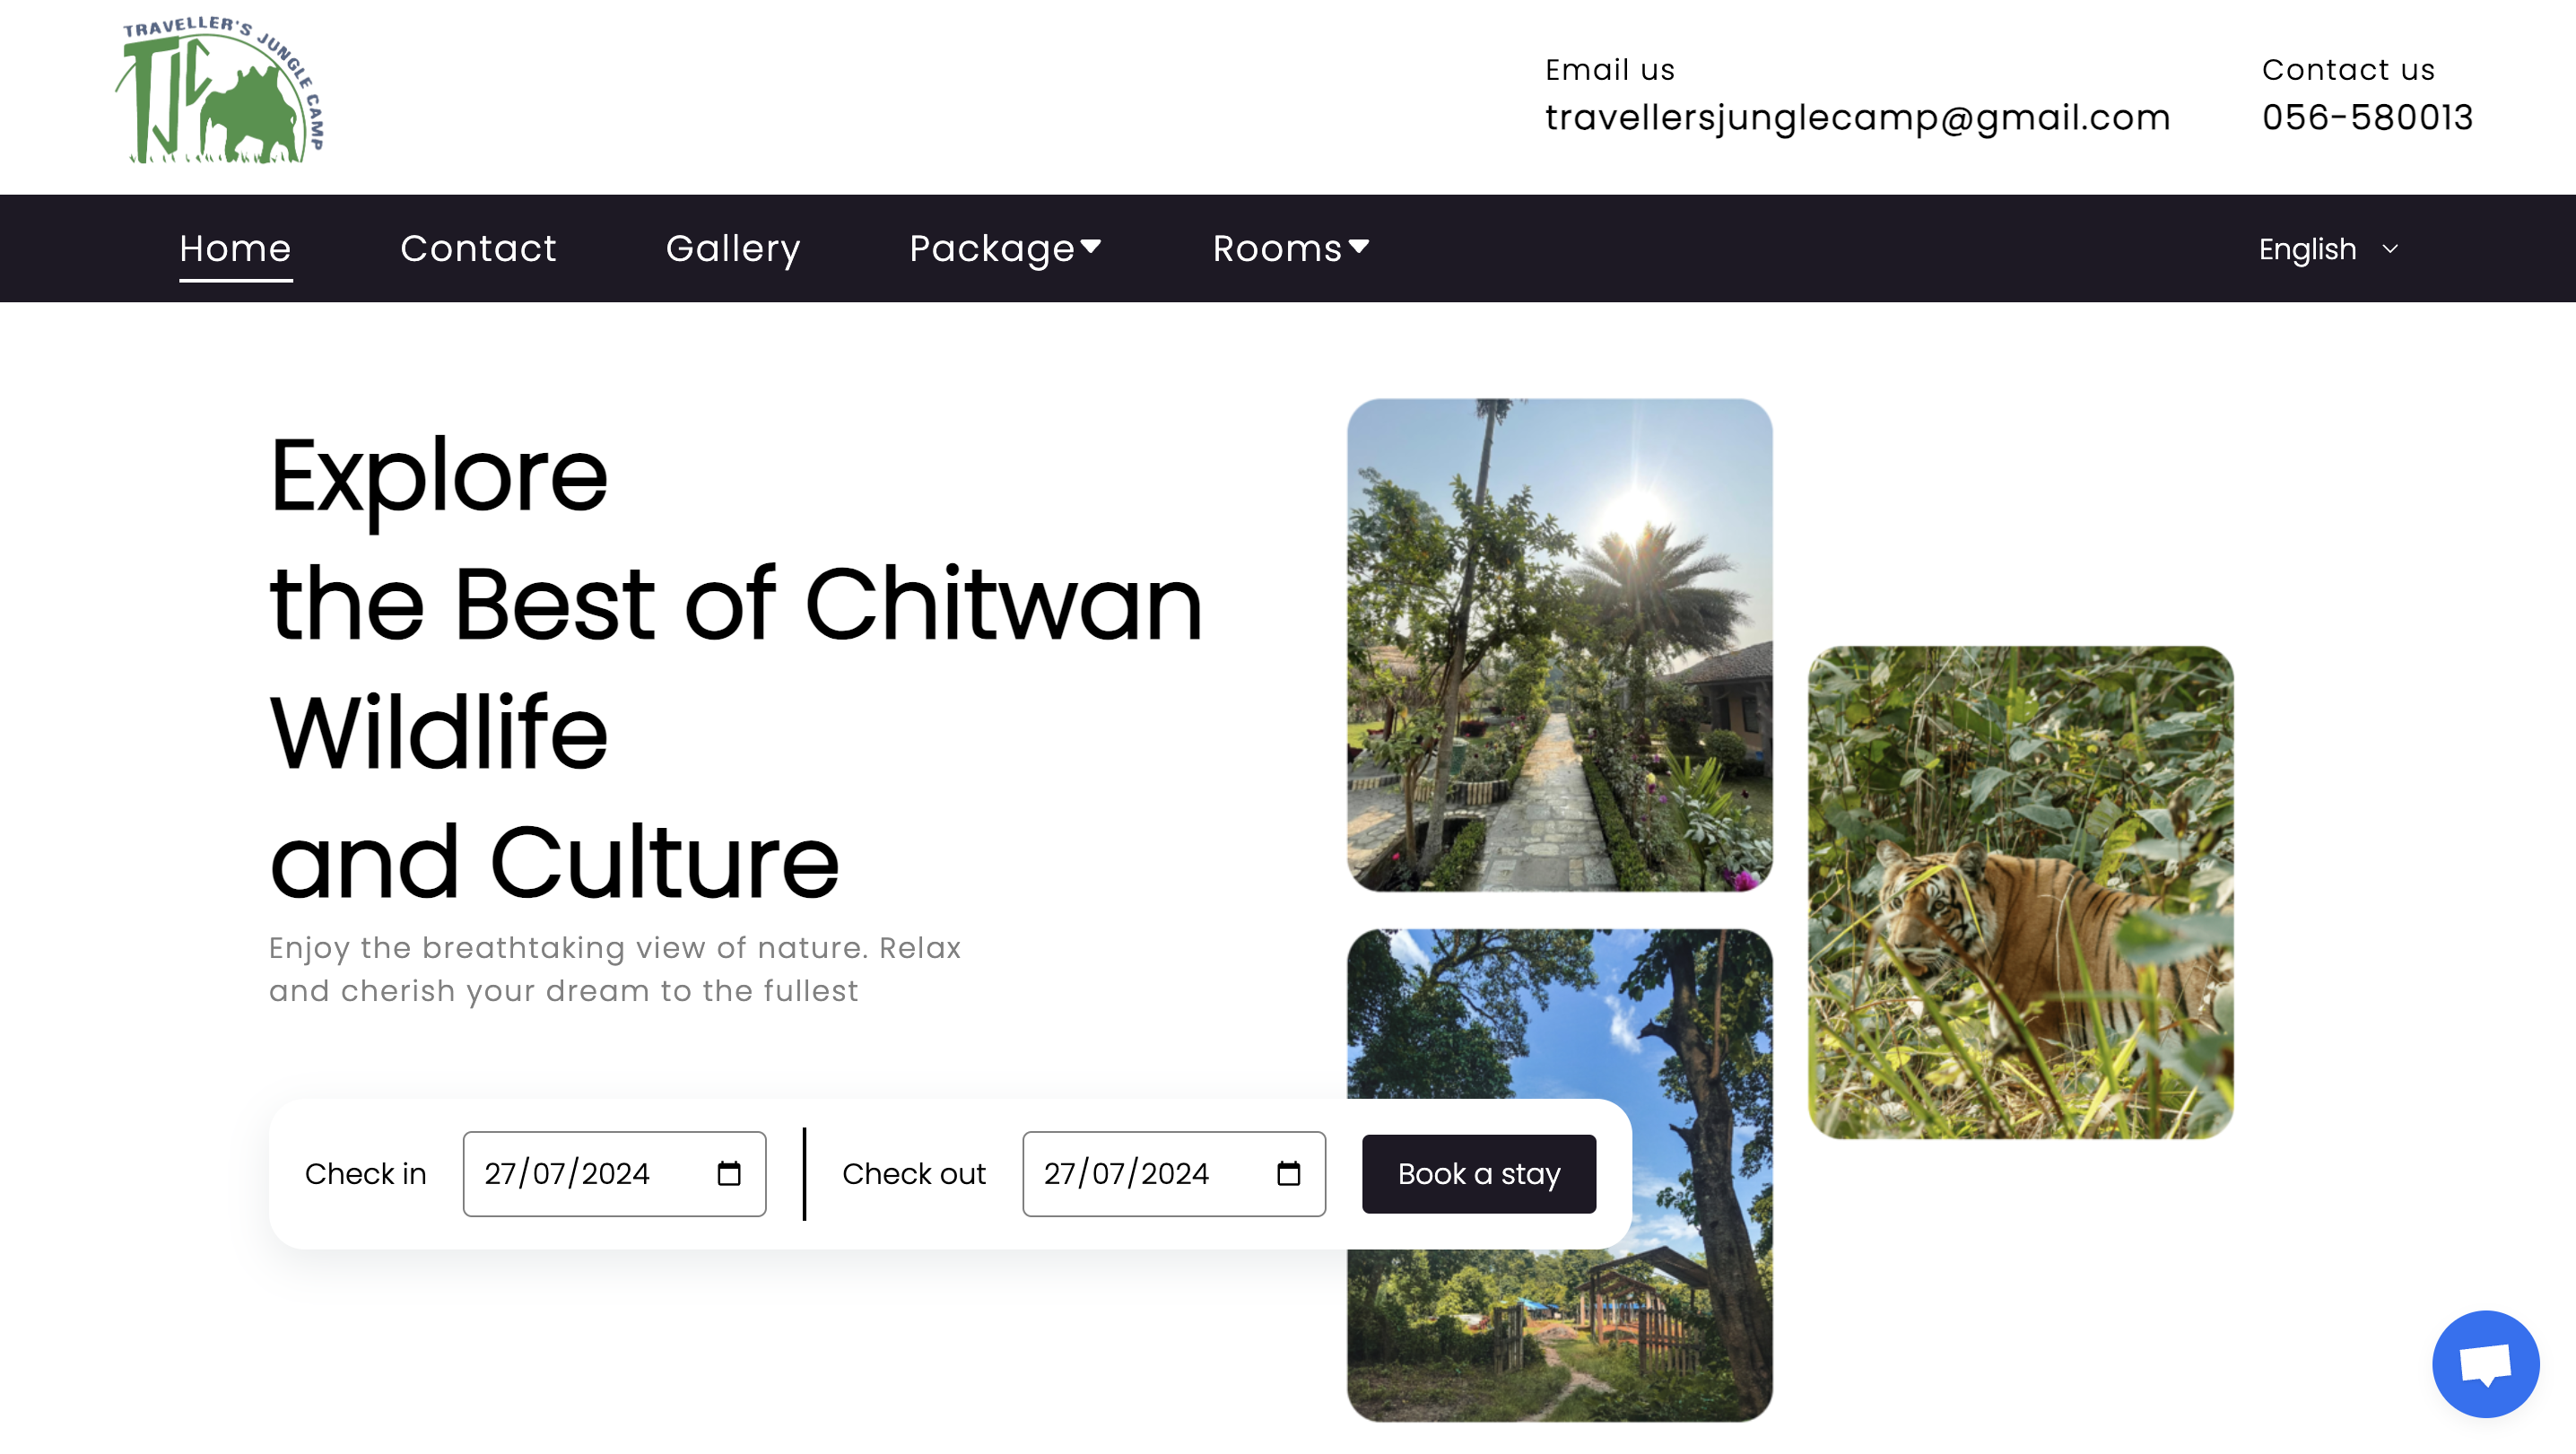 TRAVELLER'S JUNGLE CAMP
TJC
Email us
travellersjunglecamp@gmail.com
Contact us
056-580013
Home
Contact
Gallery
Package
Rooms
English
Explore
the Best of Chitwan
Wildlife
and Culture
Enjoy the breathtaking view of nature. Relax
and cherish your dream to the fullest
Check in
27/07/2024
Check out
27/07/2024
Book a stay